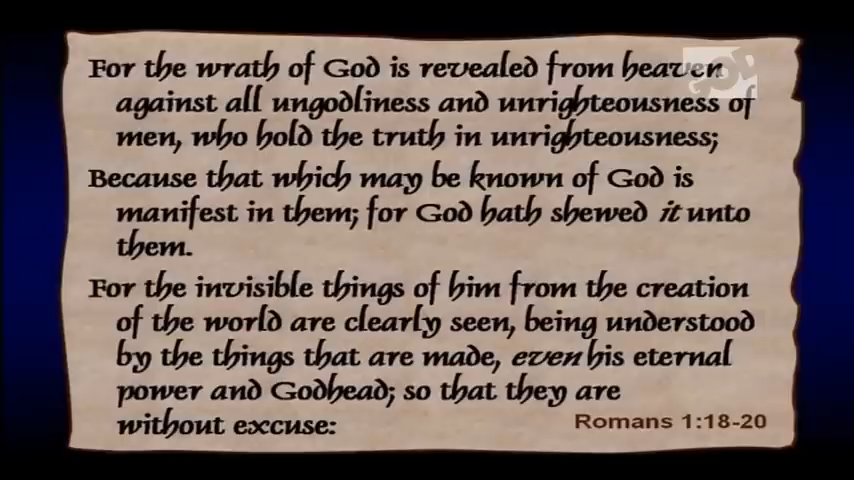 For the wrath of God is revealed from heaven
against all ungodliness and unrighteousness of
men, who hold the truth in unrighteousness;
Because that which may be known of God is
manifest in them; for God hath shewed it unto
them.
For the invisible things of him from the creation
of the world are clearly seen, being understood
by the things that are made, even his eternal
power and Godhead; so that they are
without excuse:
Romans 1:18-20